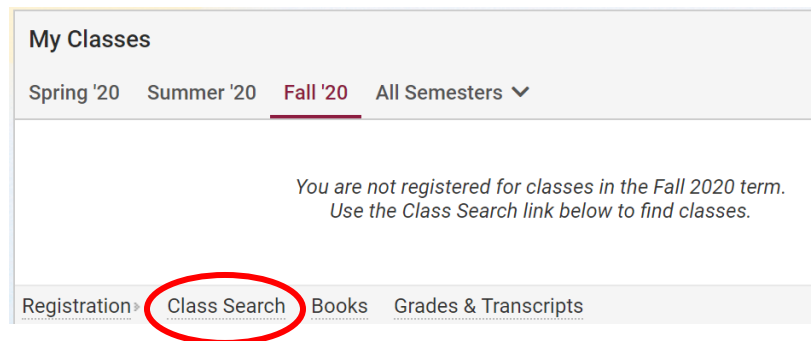 My Classes
Spring '20 Summer '20 Fall '20 All Semesters
You are not registered for classes in the Fall 2020 term.
Use the Class Search link below to find classes.
Registration Class Search Books Grades & Transcripts